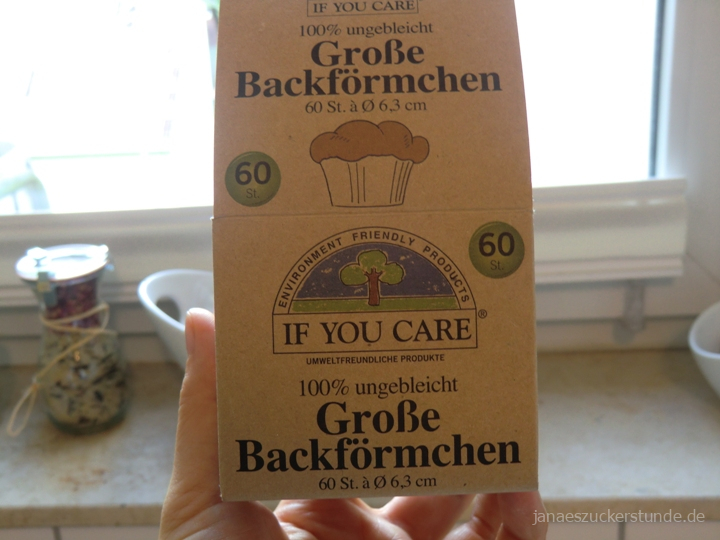 IF YOU CARE
100% ungebleicht
Große
Backförmchen
60 St. à Ø 6,3 cm
60
St.
60
St.
ENVIRONMENT FRIENDLY PRODUCTS
IF YOU CARE®
UMWELTFREUNDLICHE PRODUKTE
100% ungebleicht
Große
Backförmchen
60 St. à Ø 6,3 cm
janaeszuckerstunde.de